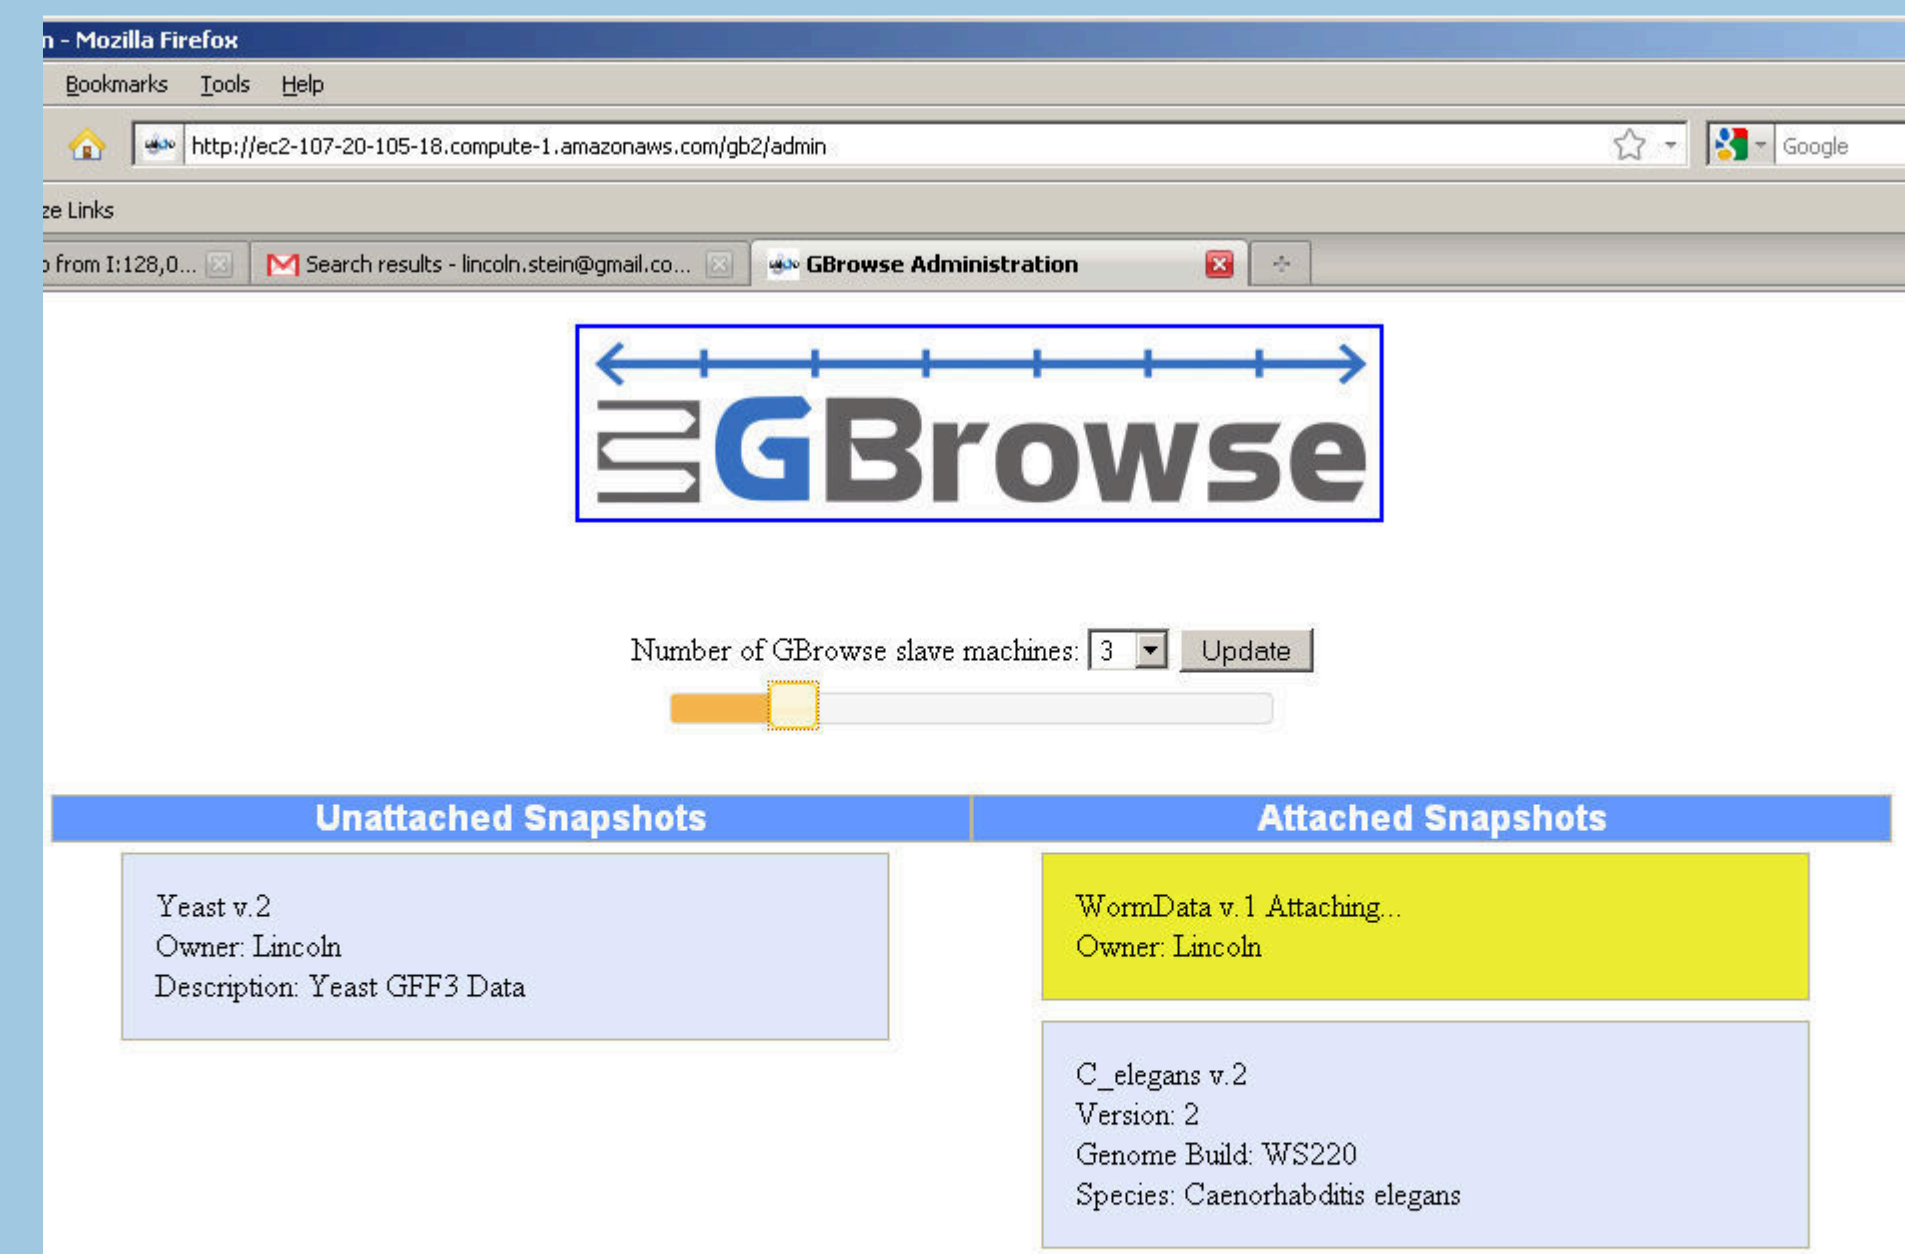 n - Mozilla Firefox
Bookmarks Tools Help
http://ec2-107-20-105-18.compute-1.amazonaws.com/gb2/admin Google
ze Links
o from I:128,0... Search results - lincoln.stein@gmail.co... GBrowse Administration
GBrowse
Number of GBrowse slave machines: 3 Update
Unattached Snapshots
Yeast v.2
Owner: Lincoln
Description: Yeast GFF3 Data
Attached Snapshots
WormData v.1 Attaching...
Owner: Lincoln
C_elegans v.2
Version: 2
Genome Build: WS220
Species: Caenorhabditis elegans